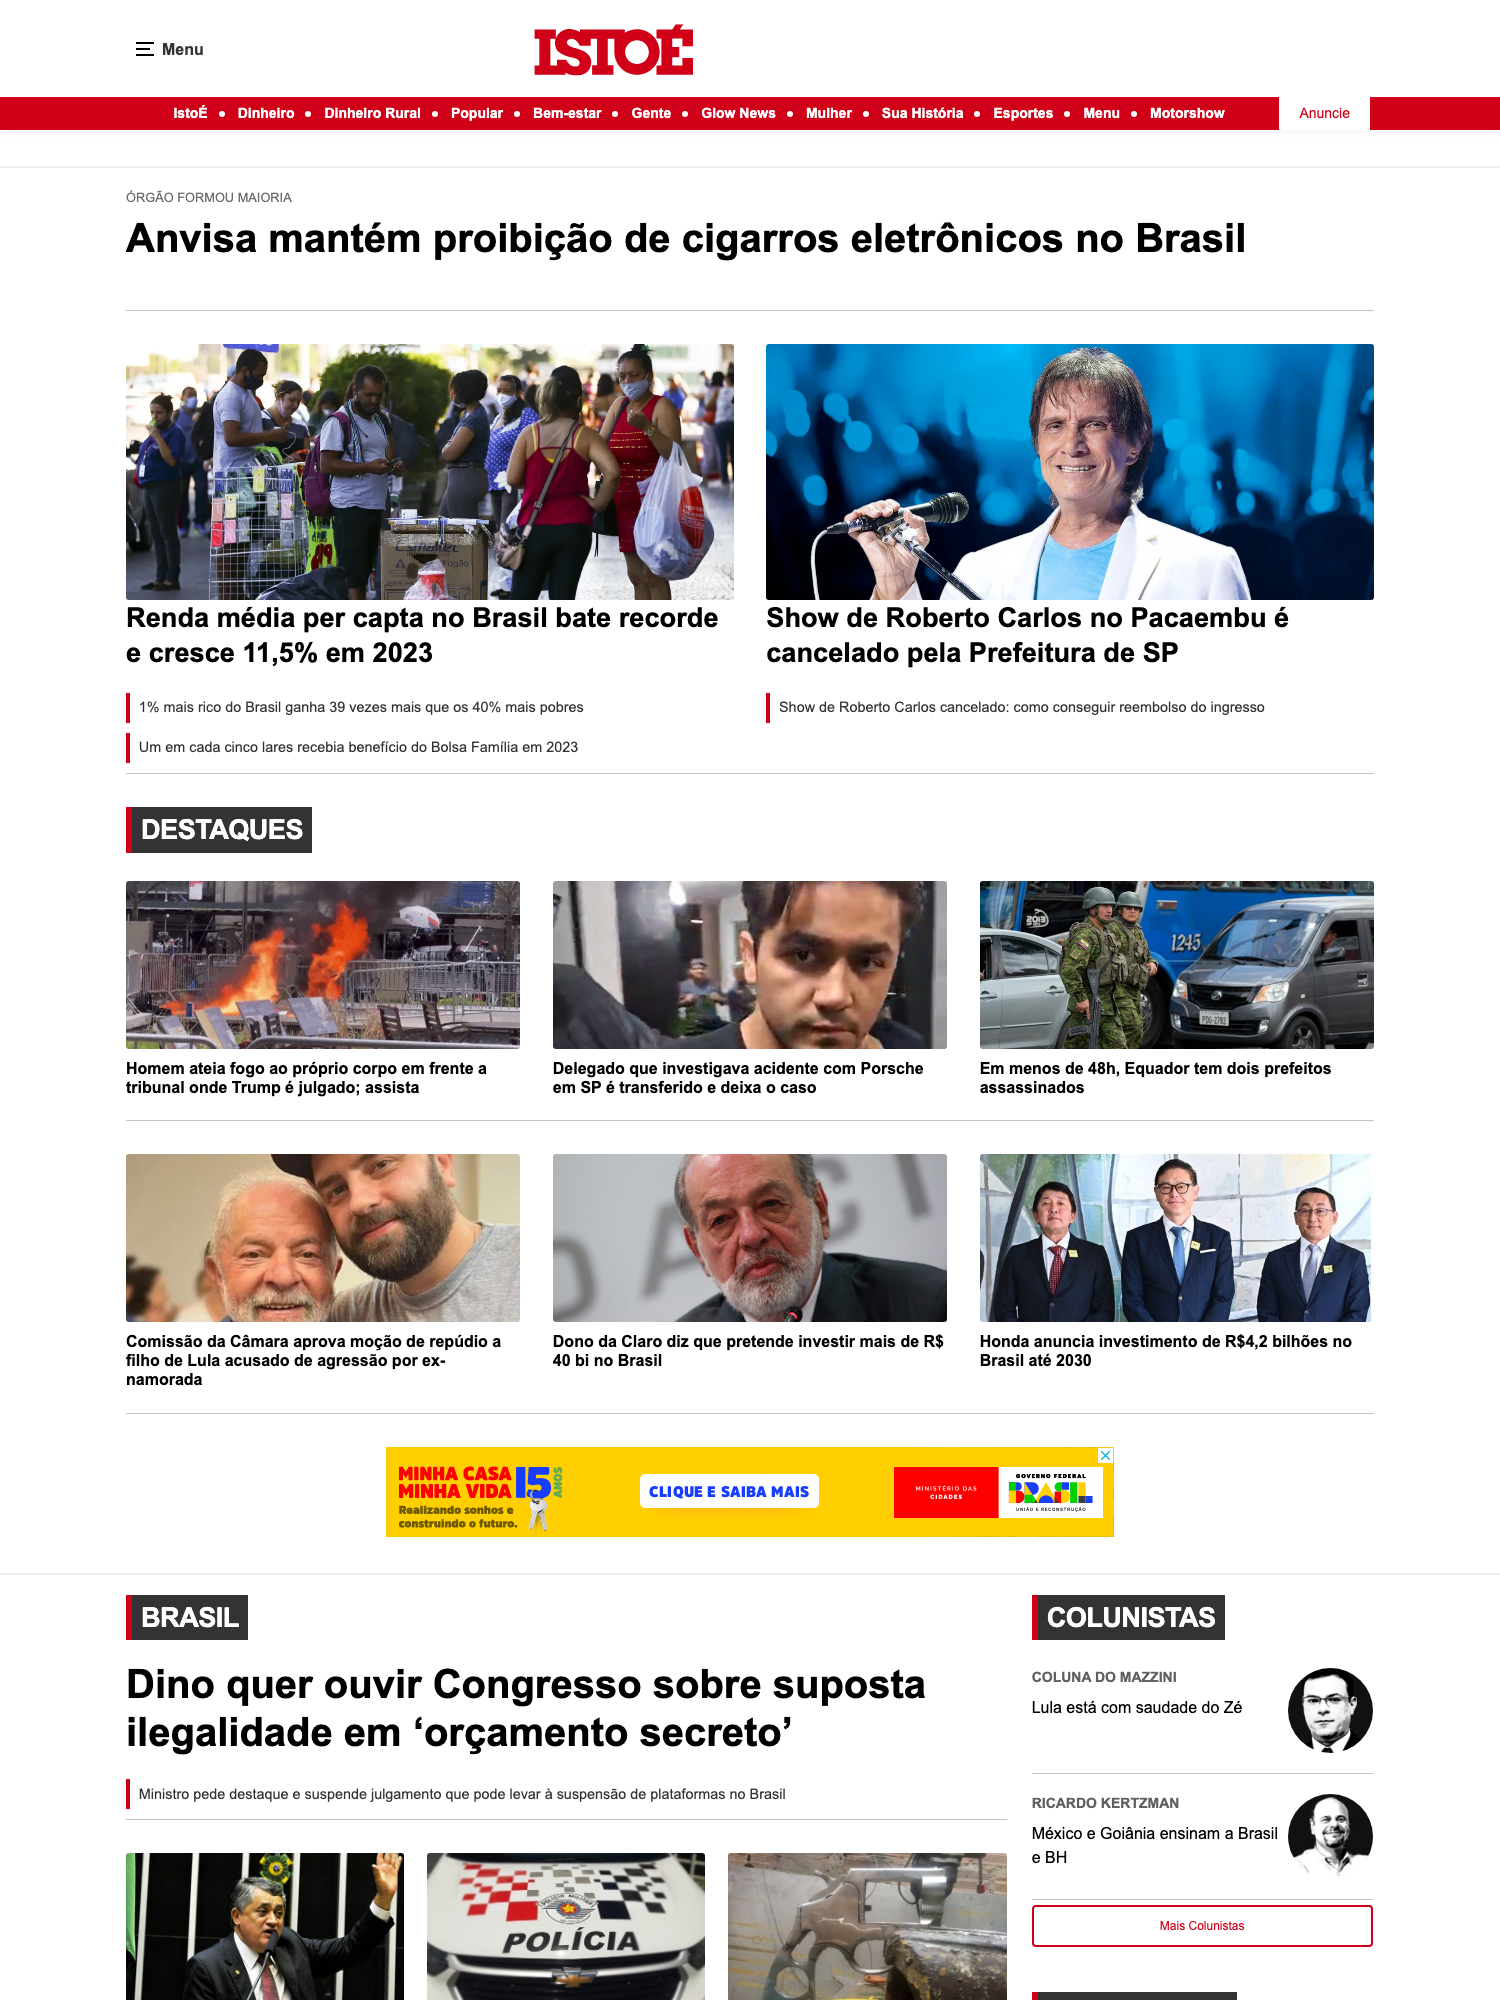 Menu
ISTOÉ
IstoÉ • Dinheiro • Dinheiro Rural • Popular • Bem-estar • Gente • Glow News • Mulher • Sua História • Esportes • Menu • Motorshow
Anuncie
ÓRGÃO FORMOU MAIORIA
Anvisa mantém proibição de cigarros eletrônicos no Brasil
Esmaltec
Fogão
Renda média per capta no Brasil bate recorde
e cresce 11,5% em 2023
1% mais rico do Brasil ganha 39 vezes mais que os 40% mais pobres
Um em cada cinco lares recebia benefício do Bolsa Família em 2023
Show de Roberto Carlos no Pacaembu é
cancelado pela Prefeitura de SP
Show de Roberto Carlos cancelado: como conseguir reembolso do ingresso
DESTAQUES
Homem ateia fogo ao próprio corpo em frente a
tribunal onde Trump é julgado; assista
Delegado que investigava acidente com Porsche
em SP é transferido e deixa o caso
2013
1245
Em menos de 48h, Equador tem dois prefeitos
assassinados
Comissão da Câmara aprova moção de repúdio a
filho de Lula acusado de agressão por ex-
namorada
Dono da Claro diz que pretende investir mais de R$
40 bi no Brasil
Honda anuncia investimento de R$4,2 bilhões no
Brasil até 2030
MINHA CASA
MINHA VIDA
15 ANOS
Realizando sonhos e
construindo o futuro.
CLIQUE E SAIBA MAIS
MINISTÉRIO DAS
CIDADES
GOVERNO FEDERAL
BRASIL
UNIÃO E RECONSTRUÇÃO
BRASIL
Dino quer ouvir Congresso sobre suposta
ilegalidade em ‘orçamento secreto’
Ministro pede destaque e suspende julgamento que pode levar à suspensão de plataformas no Brasil
POLÍCIA MILITAR
POLÍCIA
COLUNISTAS
COLUNA DO MAZZINI
Lula está com saudade do Zé
RICARDO KERTZMAN
México e Goiânia ensinam a Brasil
e BH
Mais Colunistas